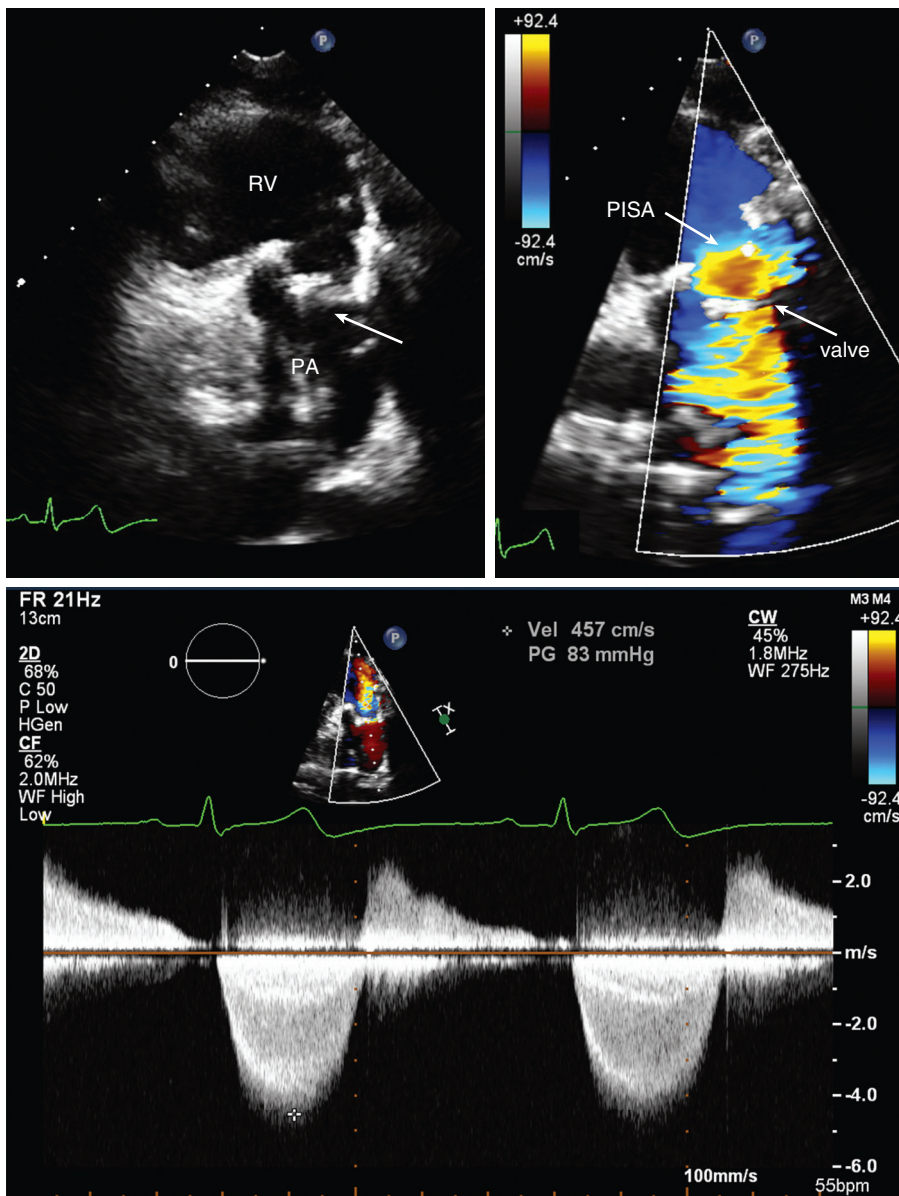 P
RV
PA
+92.4
-92.4
cm/s
P
PISA
valve
FR 21Hz
13cm
2D
68%
C 50
P Low
HGen
CF
62%
2.0MHz
WF High
Low
0
P
Vel 457 cm/s
PG 83 mmHg
CW
45%
1.8MHz
WF 275Hz
M3 M4
+92.4
-92.4
cm/s
2.0
m/s
-2.0
-4.0
-6.0
100mm/s
55bpm